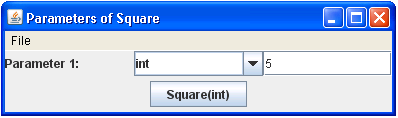 Parameters of Square
File
Parameter 1: int 5
Square(int)